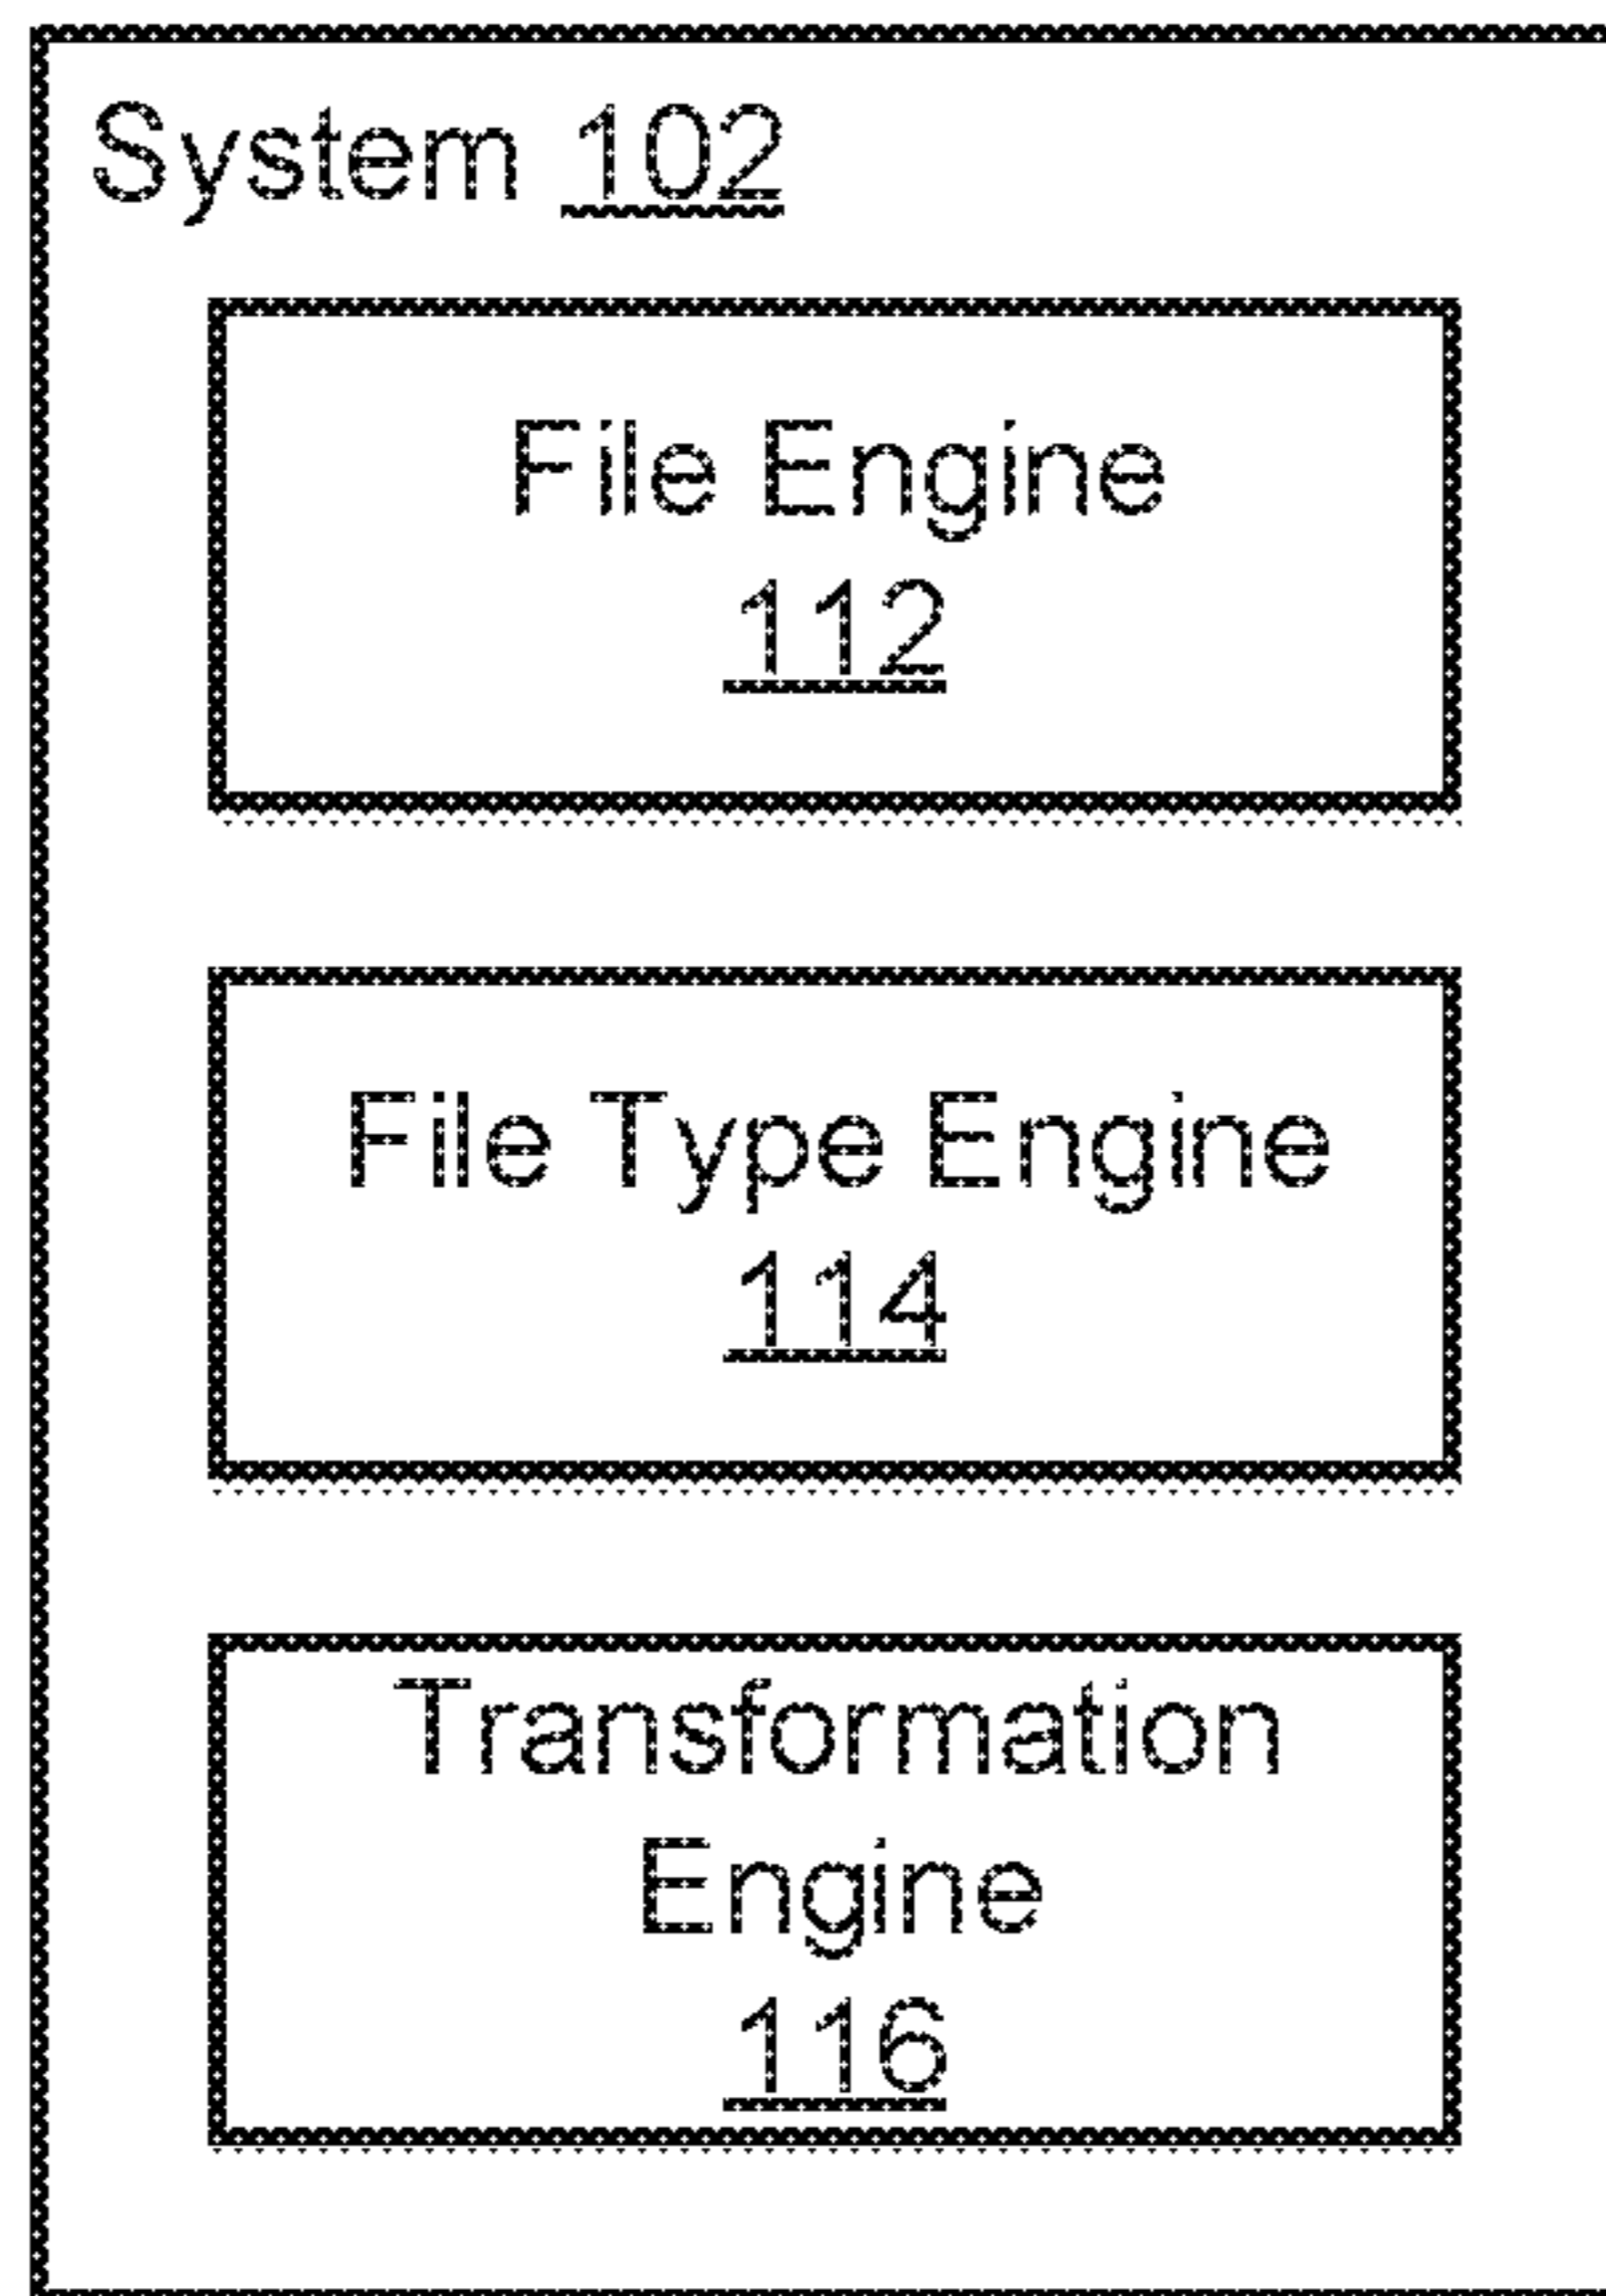 System 102
File Engine
112
File Type Engine
114
Transformation
Engine
116